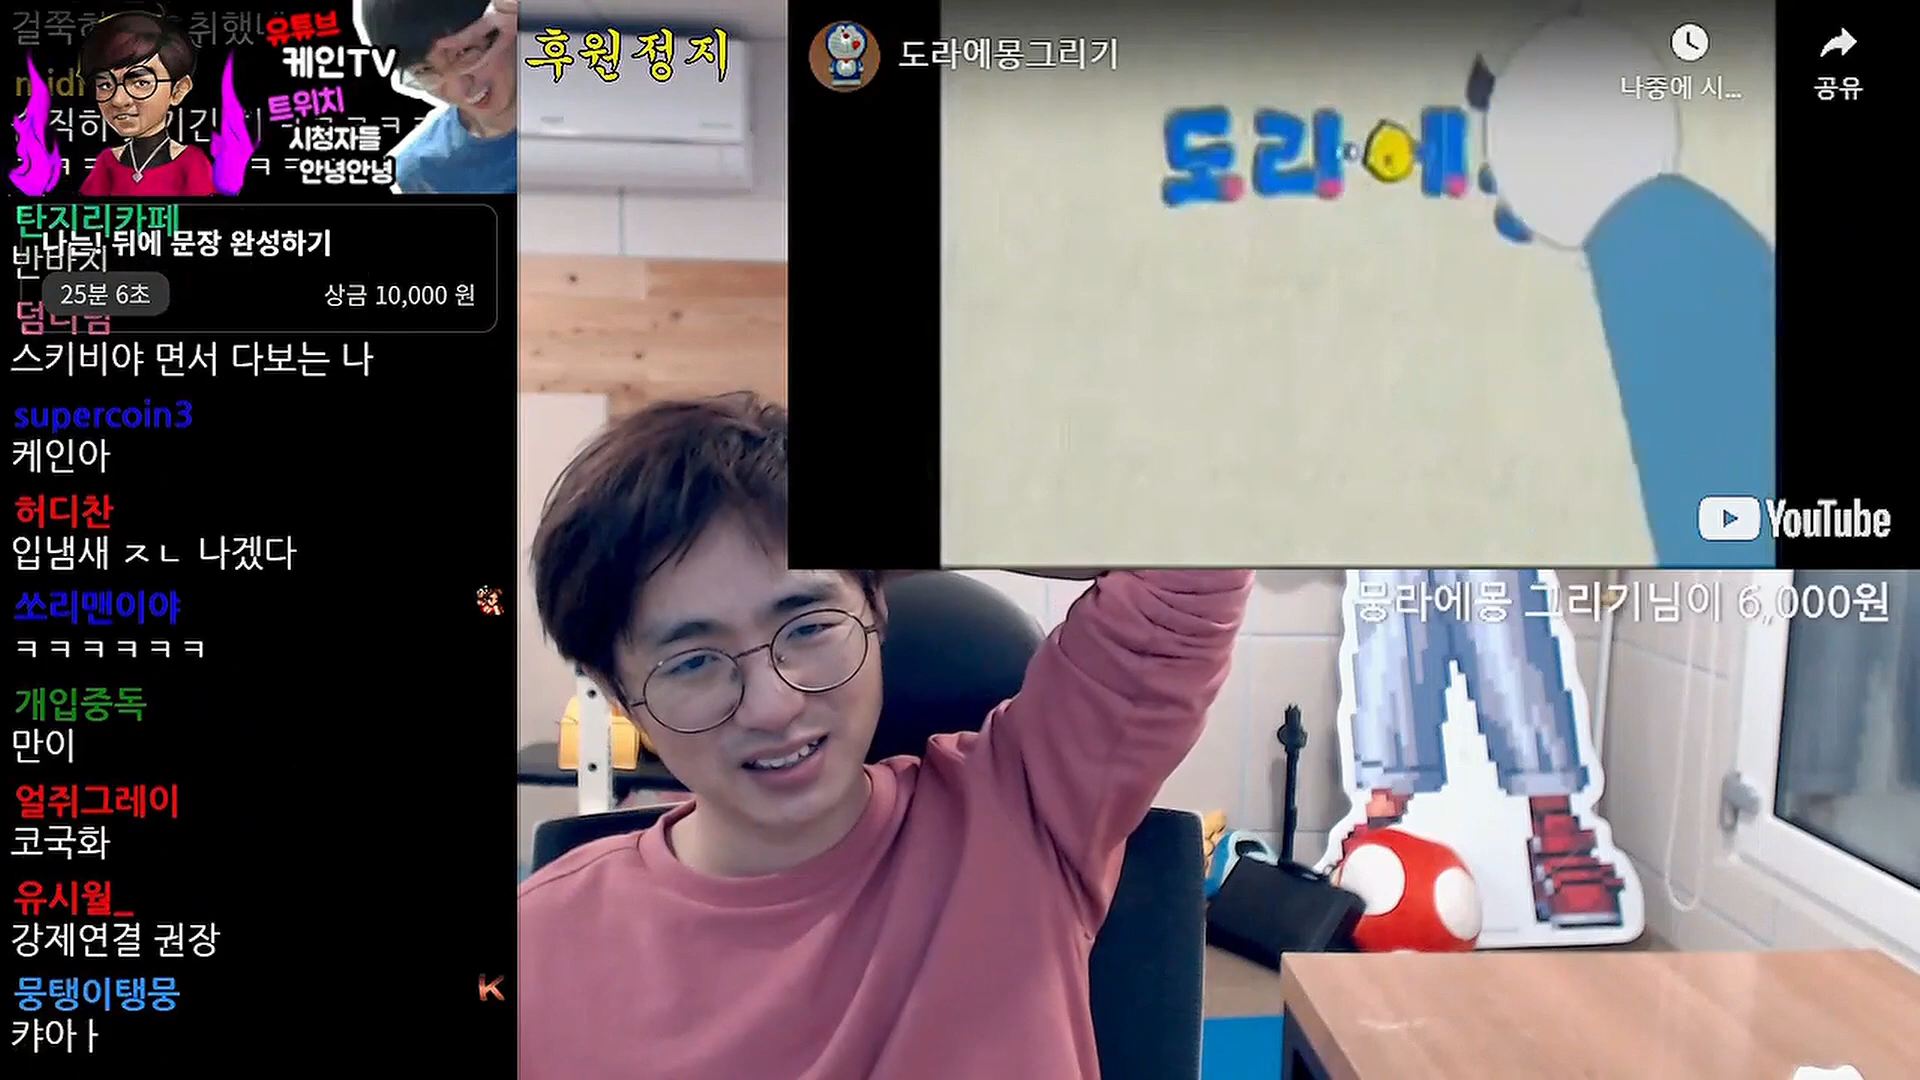 유튜브
케인TV
트위치
시청자들
안녕안녕
탄지리카페
나는! 뒤에 문장 완성하기
반바지
25분 6초
상금 10,000 원
스키비야 면서 다보는 나
supercoin3
케인아
허디찬
입냄새 ㅈㄴ 나겠다
쏘리맨이야
ㅋㅋㅋㅋㅋㅋ
개입중독
만이
얼쥐그레이
코국화
유시월_
강제연결 권장
뭉탱이탱뭉
캬아ㅏ
K
후원정지
도라에몽그리기
나중에 시...
공유
도라에
YouTube
뭉라에몽 그리기님이 6,000원